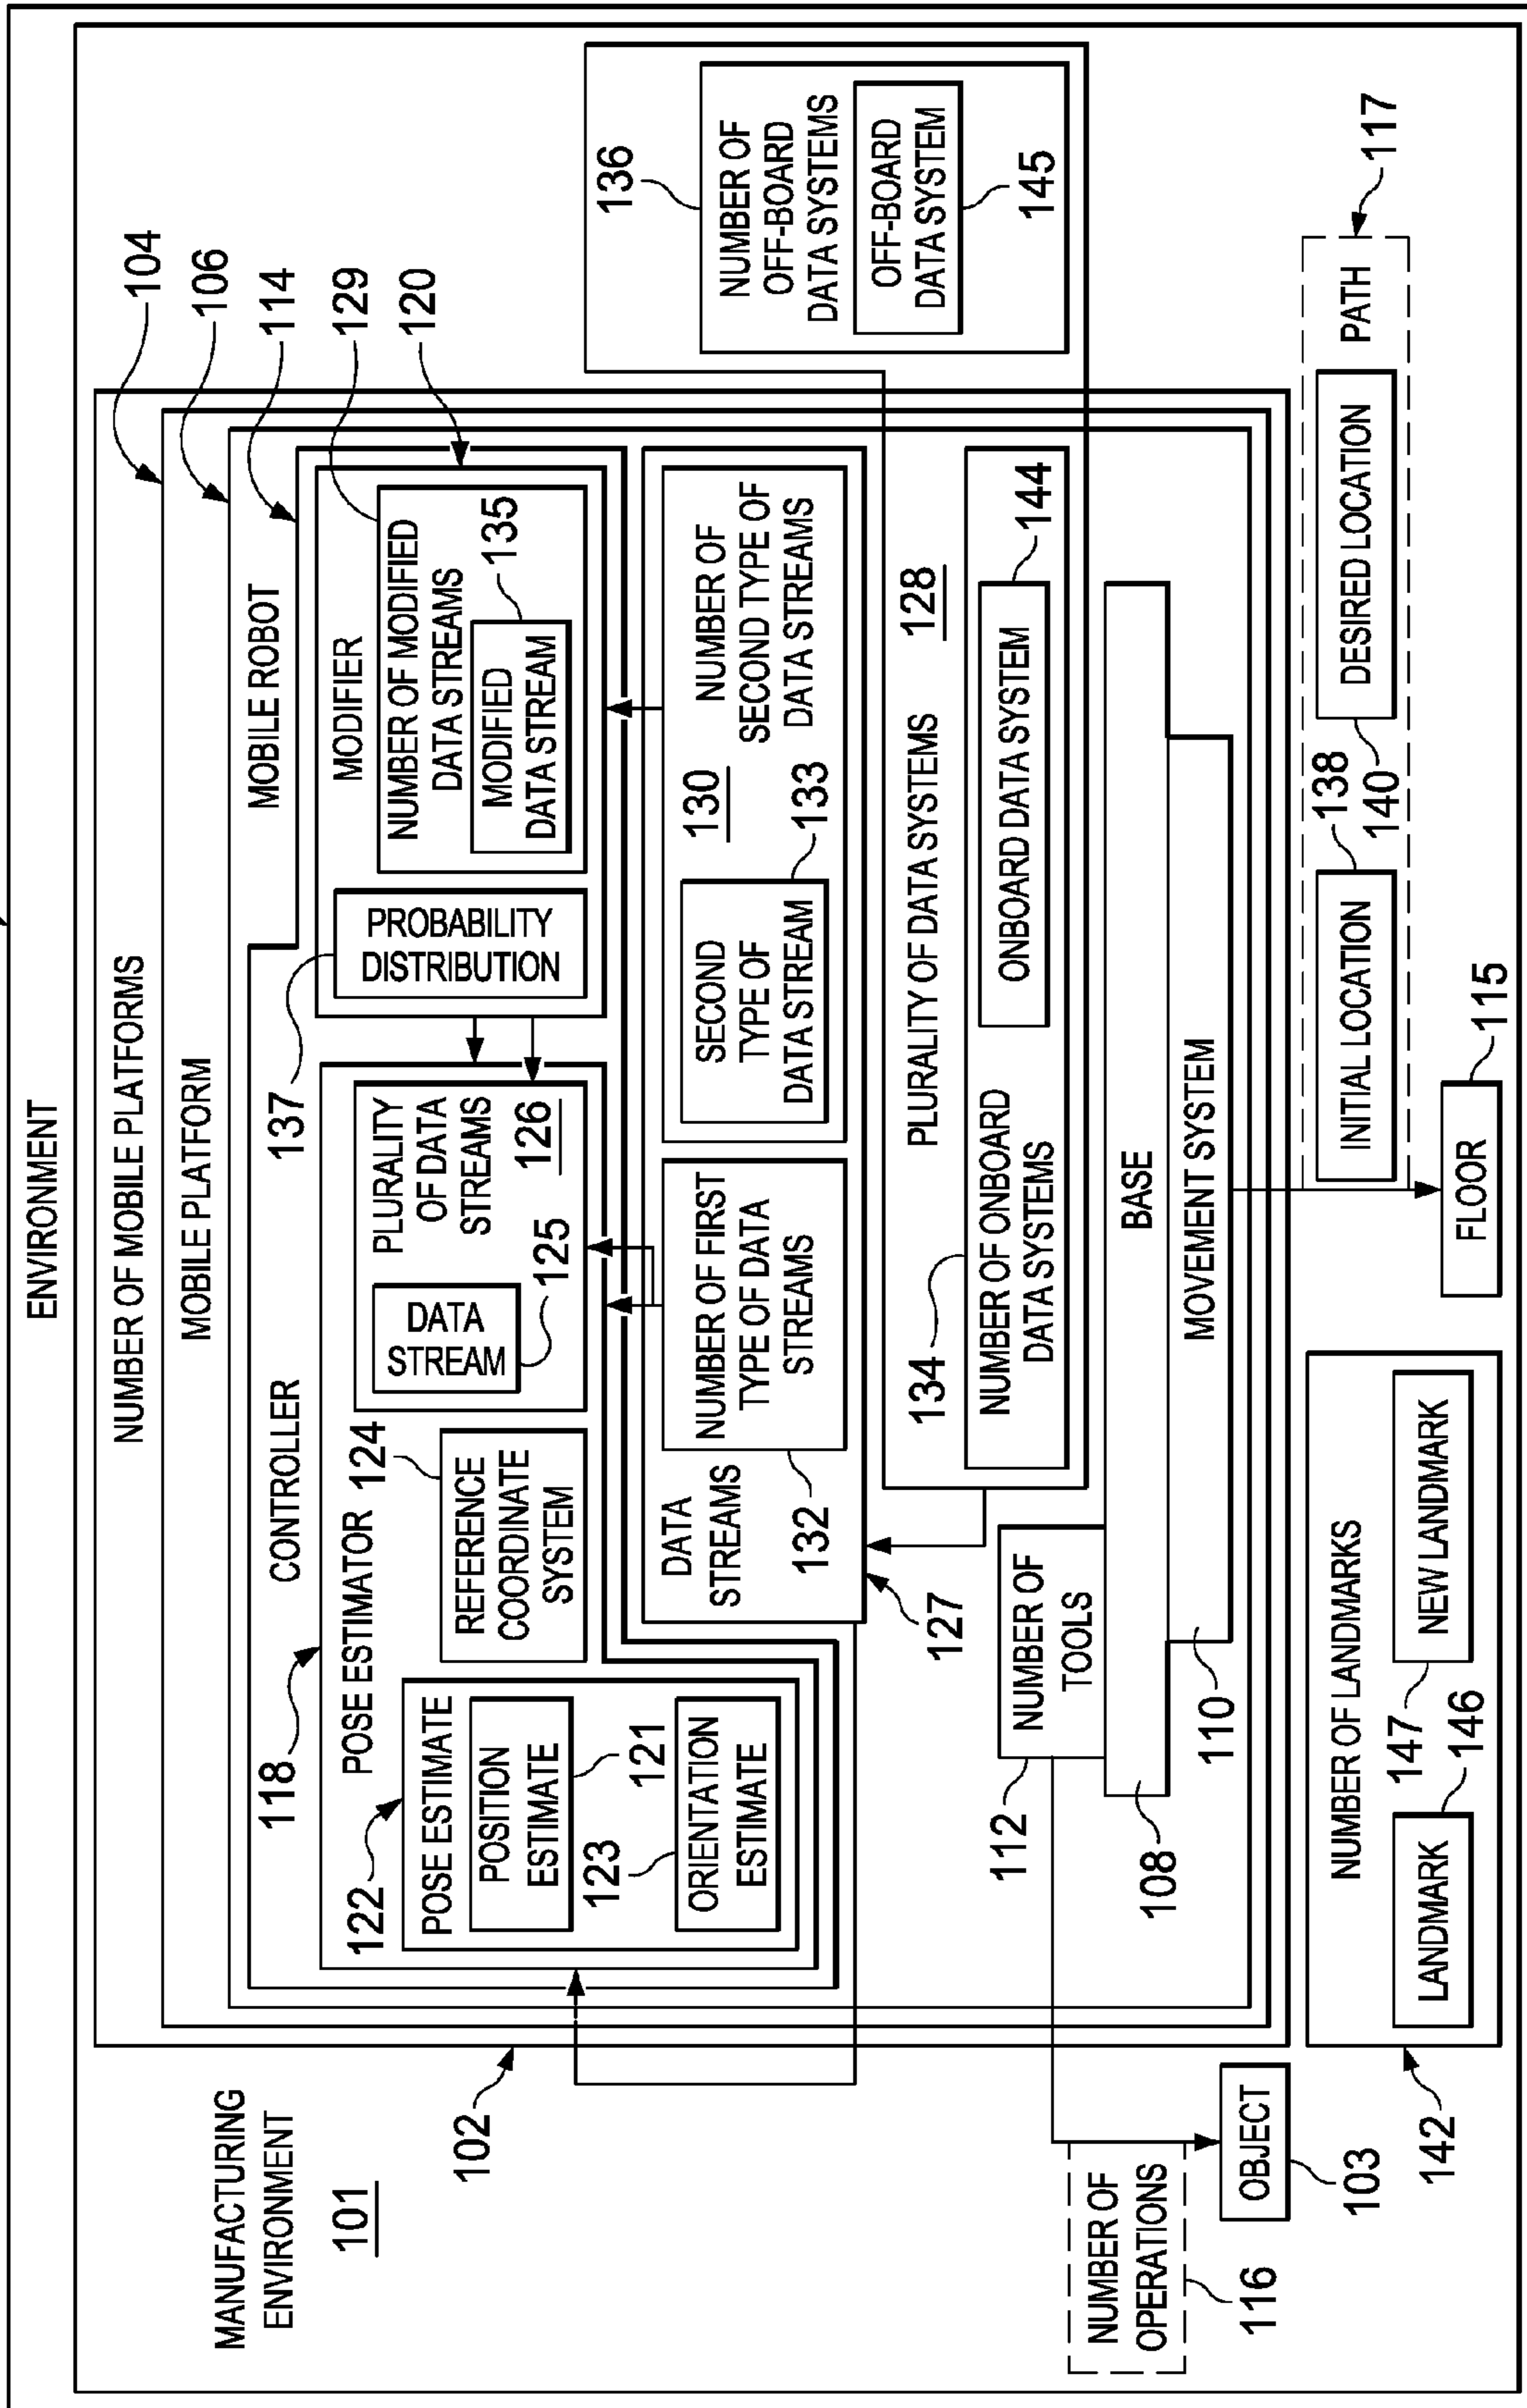 ENVIRONMENT
MANUFACTURING
ENVIRONMENT
101
NUMBER OF MOBILE PLATFORMS
104
MOBILE PLATFORM
106
MOBILE ROBOT
114
102
CONTROLLER
118
POSE ESTIMATOR
122
POSE ESTIMATE
POSITION
ESTIMATE
121
123
ORIENTATION
ESTIMATE
124
REFERENCE
COORDINATE
SYSTEM
PLURALITY
OF DATA
STREAMS
126
DATA
STREAM
125
137
PROBABILITY
DISTRIBUTION
MODIFIER
129
120
NUMBER OF MODIFIED
DATA STREAMS
135
MODIFIED
DATA STREAM
DATA
STREAMS
127
NUMBER OF FIRST
TYPE OF DATA
STREAMS
132
NUMBER OF
SECOND TYPE OF
DATA STREAMS
130
SECOND
TYPE OF
DATA STREAM
133
PLURALITY OF DATA SYSTEMS
128
134
NUMBER OF ONBOARD
DATA SYSTEMS
ONBOARD DATA SYSTEM
144
136
NUMBER OF
OFF-BOARD
DATA SYSTEMS
OFF-BOARD
DATA SYSTEM
145
NUMBER OF
TOOLS
112
BASE
108
MOVEMENT SYSTEM
110
NUMBER OF
OPERATIONS
116
OBJECT
103
NUMBER OF LANDMARKS
142
LANDMARK
146
NEW LANDMARK
147
FLOOR
115
INITIAL LOCATION
138
DESIRED LOCATION
140
PATH
117